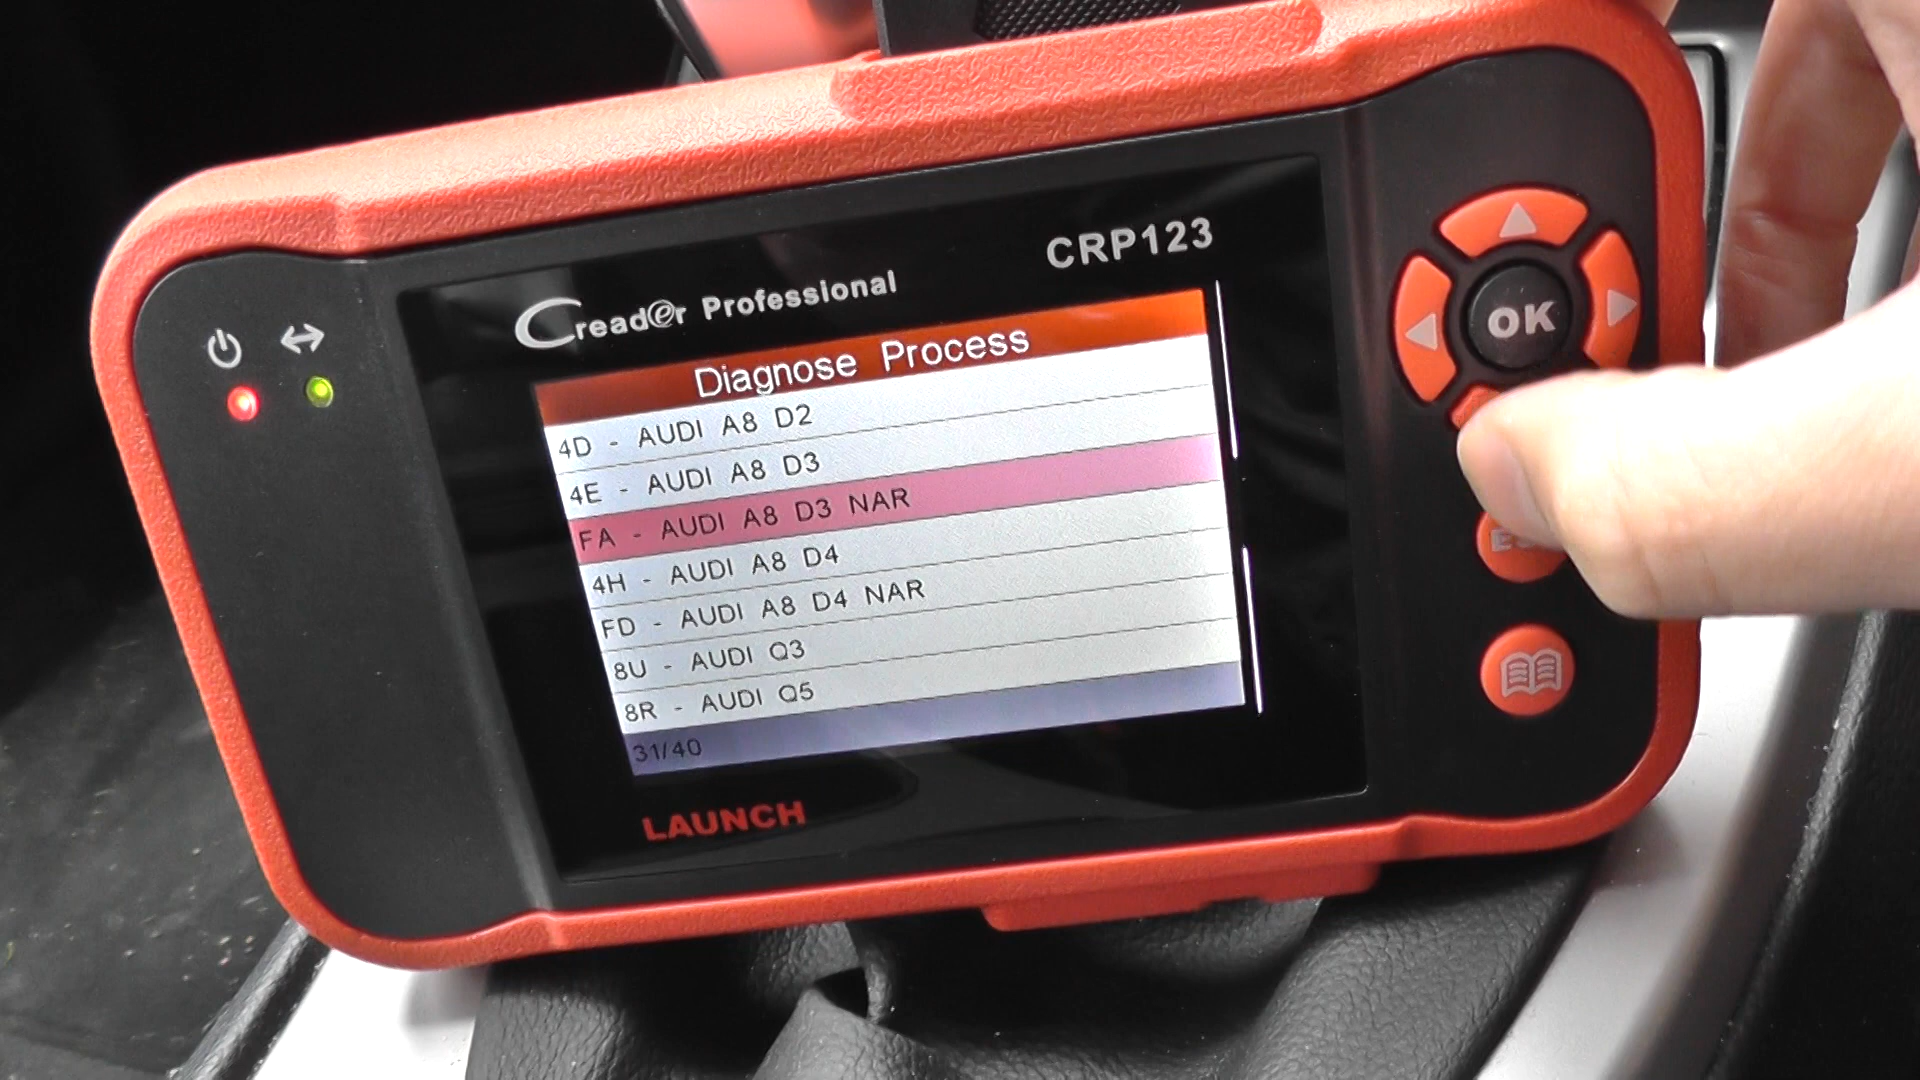 CRP123
Creader Professional
Diagnose Process
4D - AUDI A8 D2
4E - AUDI A8 D3
FA - AUDI A8 D3 NAR
4H - AUDI A8 D4
FD - AUDI A8 D4 NAR
8U - AUDI Q3
8R - AUDI Q5
31/40
LAUNCH
OK